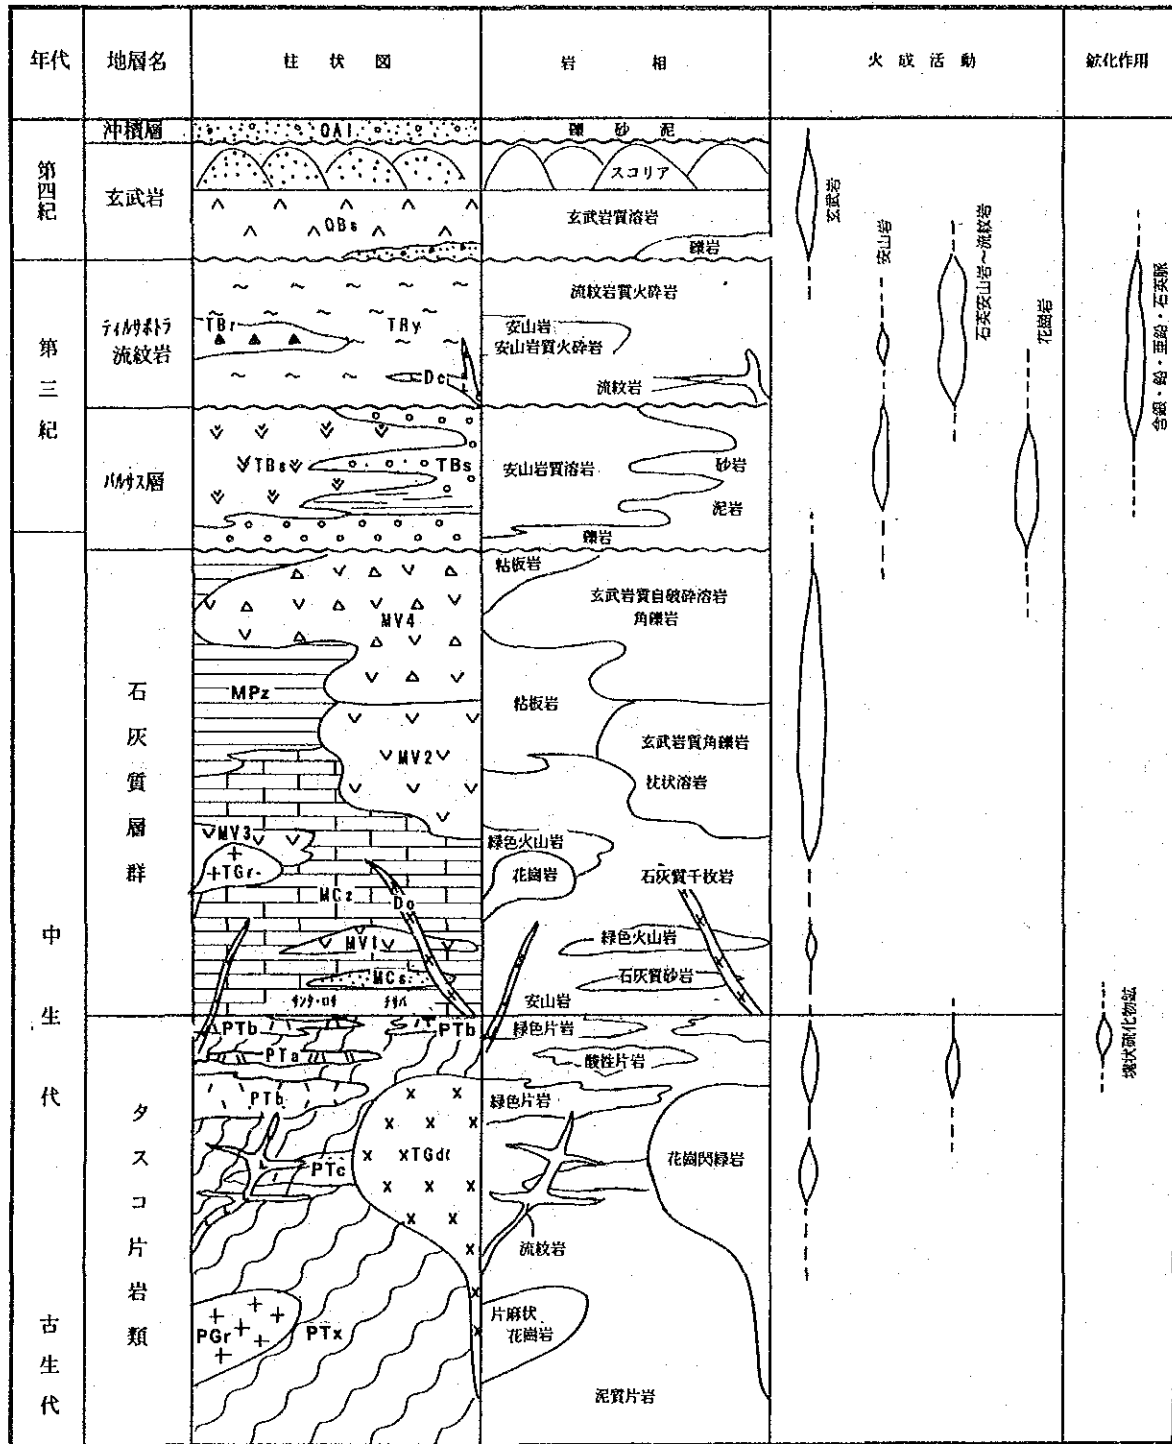 年代
地層名
柱状図
岩相
火成活動
鉱化作用
第四紀
第三紀
中生代
古生代
沖積層
玄武岩
ティルサポトラ
流紋岩
バルサス層
石灰質層群
タスコ片岩類
QAl
QBs
TBr
TRy
Dc
TBs
TBs
MV4
MPz
MV2
MV3
TGr
MCz
Do
MV1
MCs
サンタ・ロサ
PTb
PTb
PTa
PTb
PTc
TGdi
PGr
PTx
礫 砂 泥
スコリア
玄武岩質溶岩
礫岩
流紋岩質火砕岩
安山岩
安山岩質火砕岩
流紋岩
安山岩質溶岩
砂岩
泥岩
礫岩
粘板岩
玄武岩質自破砕溶岩
角礫岩
粘板岩
玄武岩質角礫岩
枕状溶岩
緑色火山岩
花崗岩
石灰質千枚岩
緑色火山岩
石灰質砂岩
安山岩
緑色片岩
酸性片岩
緑色片岩
花崗閃緑岩
流紋岩
片麻状
花崗岩
泥質片岩
玄武岩
安山岩
石英安山岩~流紋岩
花崗岩
含銀・鉛・亜鉛・石英脈
塊状硫化物鉱